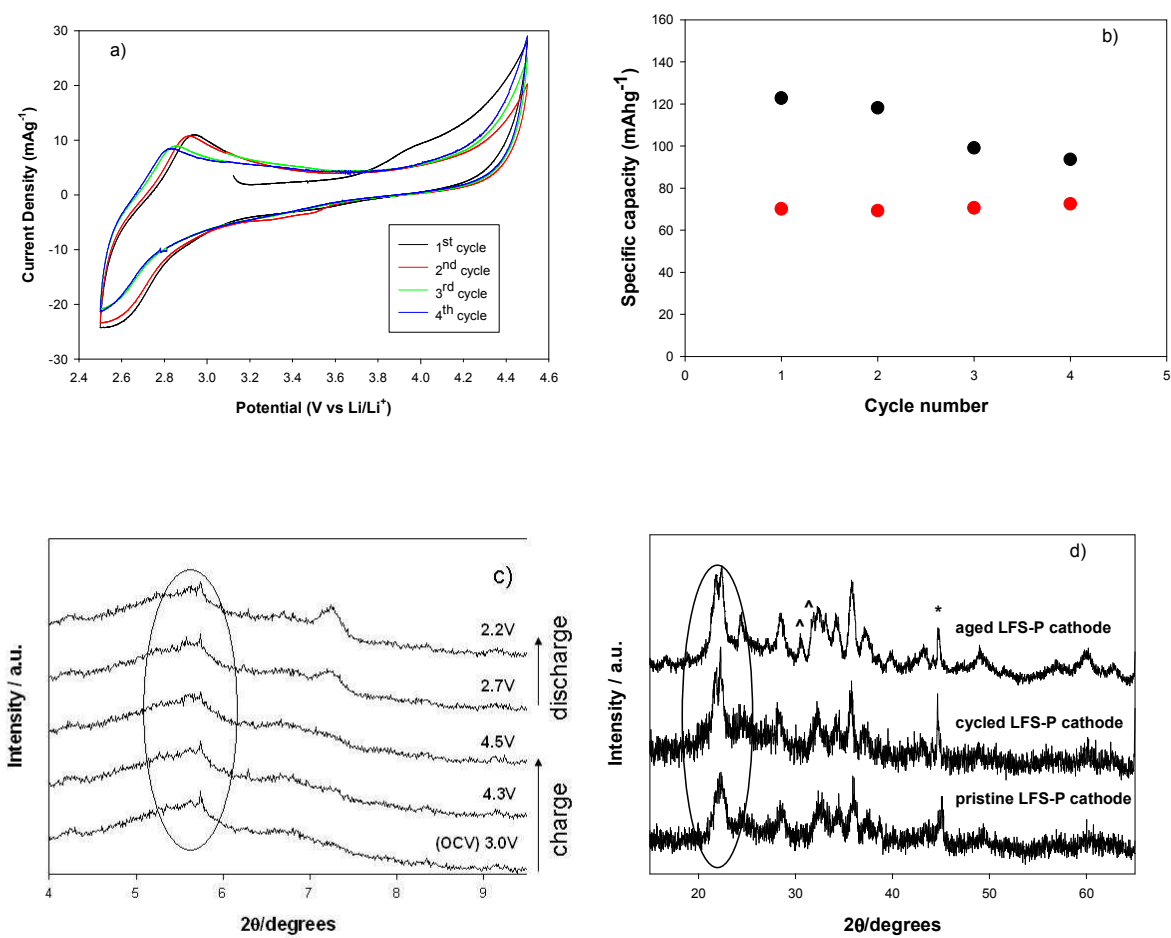 a)
30
20
10
0
-10
-20
-30
Current Density (mAg-1)
1st cycle
2nd cycle
3rd cycle
4th cycle
2.4 2.6 2.8 3.0 3.2 3.4 3.6 3.8 4.0 4.2 4.4 4.6
Potential (V vs Li/Li+)
b)
160
140
120
100
80
60
40
20
0
Specific capacity (mAhg-1)
0 1 2 3 4 5
Cycle number
c)
Intensity / a.u.
2.2V
2.7V
4.5V
4.3V
(OCV) 3.0V
discharge
charge
4 5 6 7 8 9
2θ/degrees
d)
Intensity / a.u.
^
^
*
aged LFS-P cathode
cycled LFS-P cathode
pristine LFS-P cathode
20 30 40 50 60
2θ/degrees